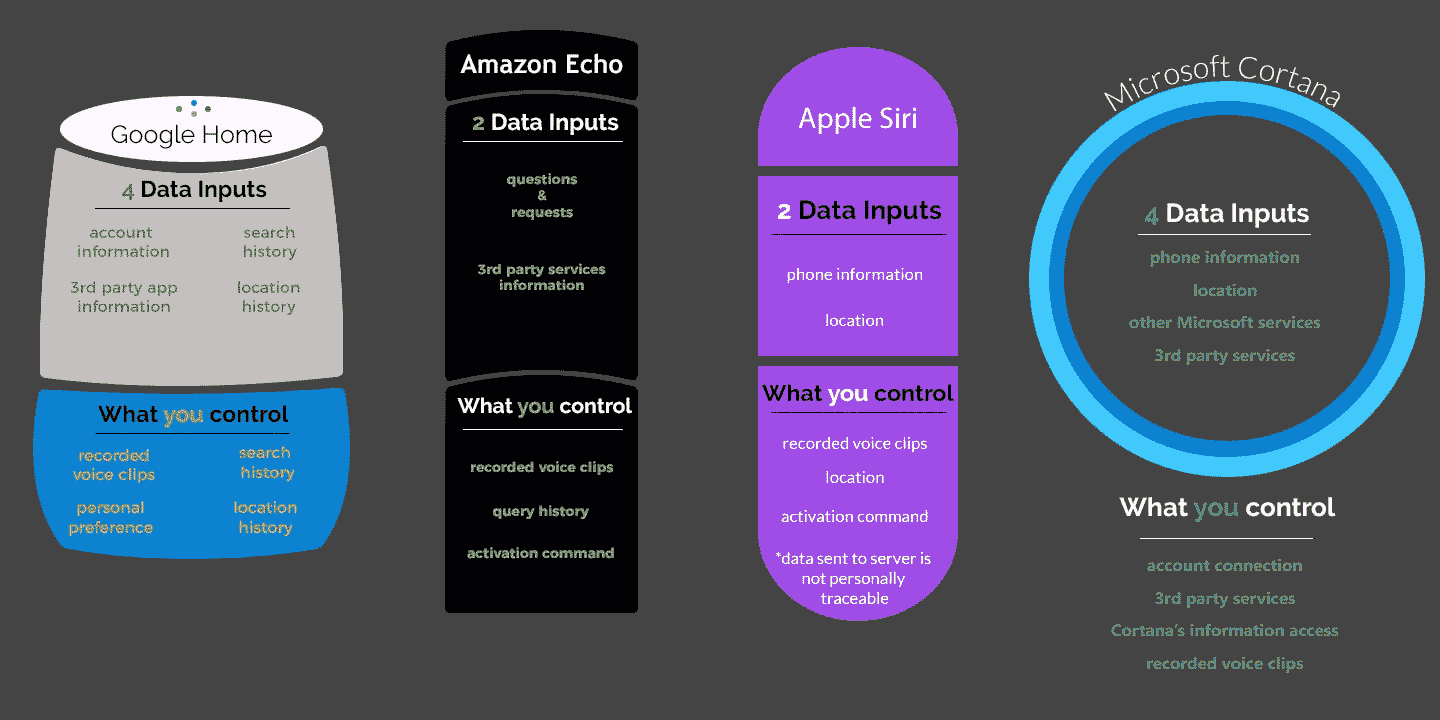 Google Home
4 Data Inputs
account
information
search
history
3rd party app
information
location
history
What you control
recorded
voice clips
search
history
personal
preference
location
history
Amazon Echo
2 Data Inputs
questions
&
requests
3rd party services
information
What you control
recorded voice clips
query history
activation command
Apple Siri
2 Data Inputs
phone information
location
What you control
recorded voice clips
location
activation command
*data sent to server is
not personally
traceable
Microsoft Cortana
4 Data Inputs
phone information
location
other Microsoft services
3rd party services
What you control
account connection
3rd party services
Cortana's information access
recorded voice clips